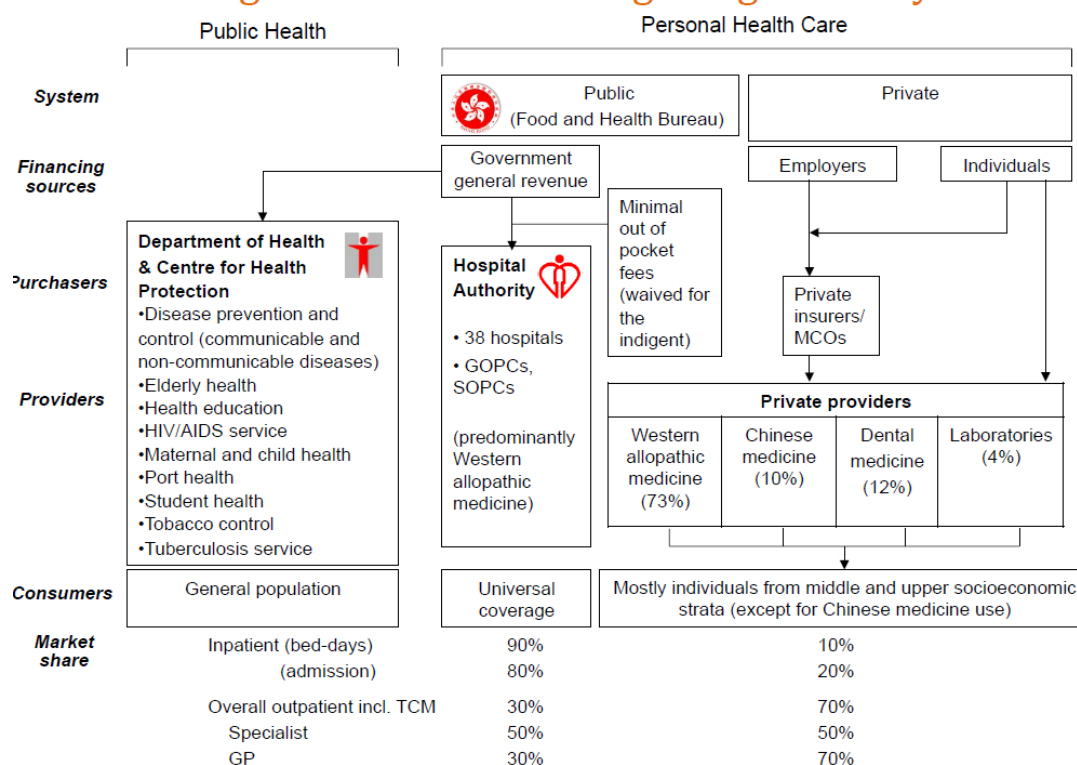 Public Health
Personal Health Care
System
Public
(Food and Health Bureau)
Private
Financing
sources
Government
general revenue
Employers
Individuals
Purchasers
Department of Health
& Centre for Health
Protection
•Disease prevention and
control (communicable and
non-communicable diseases)
•Elderly health
•Health education
•HIV/AIDS service
•Maternal and child health
•Port health
•Student health
•Tobacco control
•Tuberculosis service
Hospital
Authority
• 38 hospitals
• GOPCs,
SOPCs
(predominantly
Western
allopathic
medicine)
Minimal
out of
pocket
fees
(waived for
the
indigent)
Private
insurers/
MCOs
Providers
Private providers
Western
allopathic
medicine
(73%)
Chinese
medicine
(10%)
Dental
medicine
(12%)
Laboratories
(4%)
Consumers
General population
Universal
coverage
Mostly individuals from middle and upper socioeconomic
strata (except for Chinese medicine use)
Market
share
Inpatient (bed-days) 90% 10%
(admission) 80% 20%
Overall outpatient incl. TCM 30% 70%
Specialist 50% 50%
GP 30% 70%